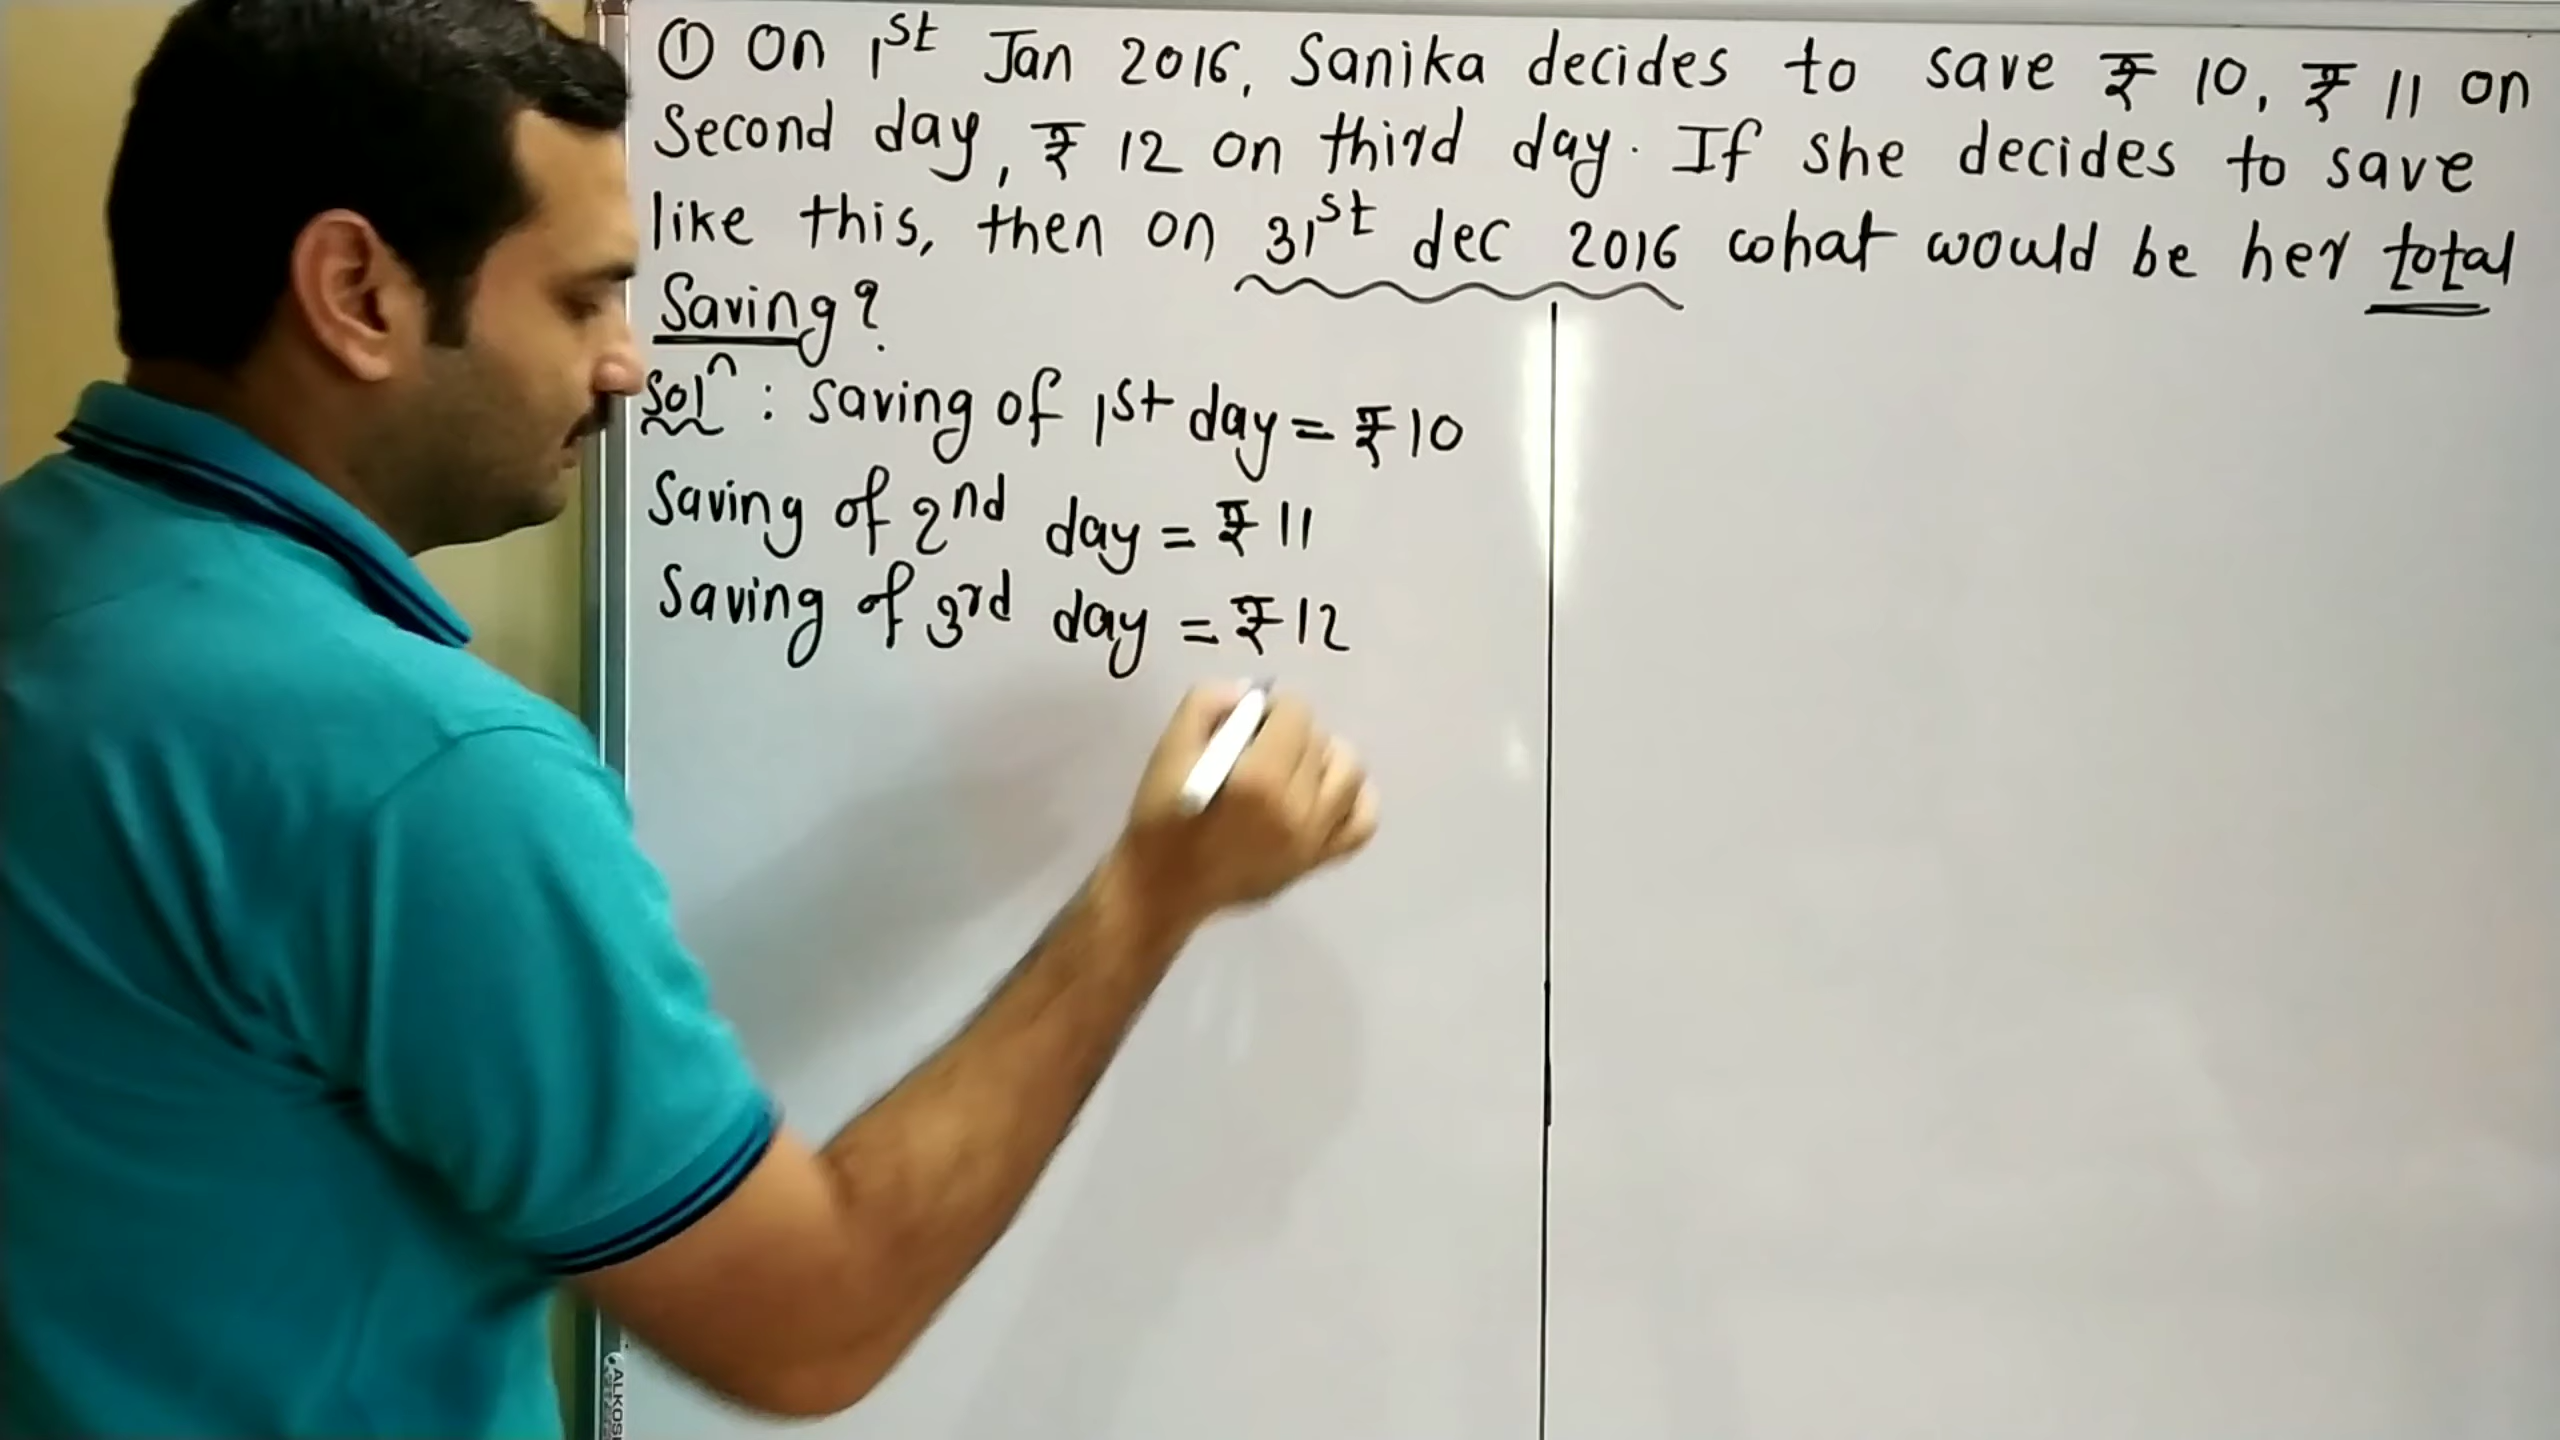 ① On 1st Jan 2016, Sanika decides to save ₹ 10, ₹ 11 on
Second day, ₹ 12 on third day. If she decides to save
like this, then on 31st dec 2016 what would be her total
Saving?
Solⁿ : saving of 1st day = ₹10
Saving of 2nd day = ₹11
Saving of 3rd day = ₹12